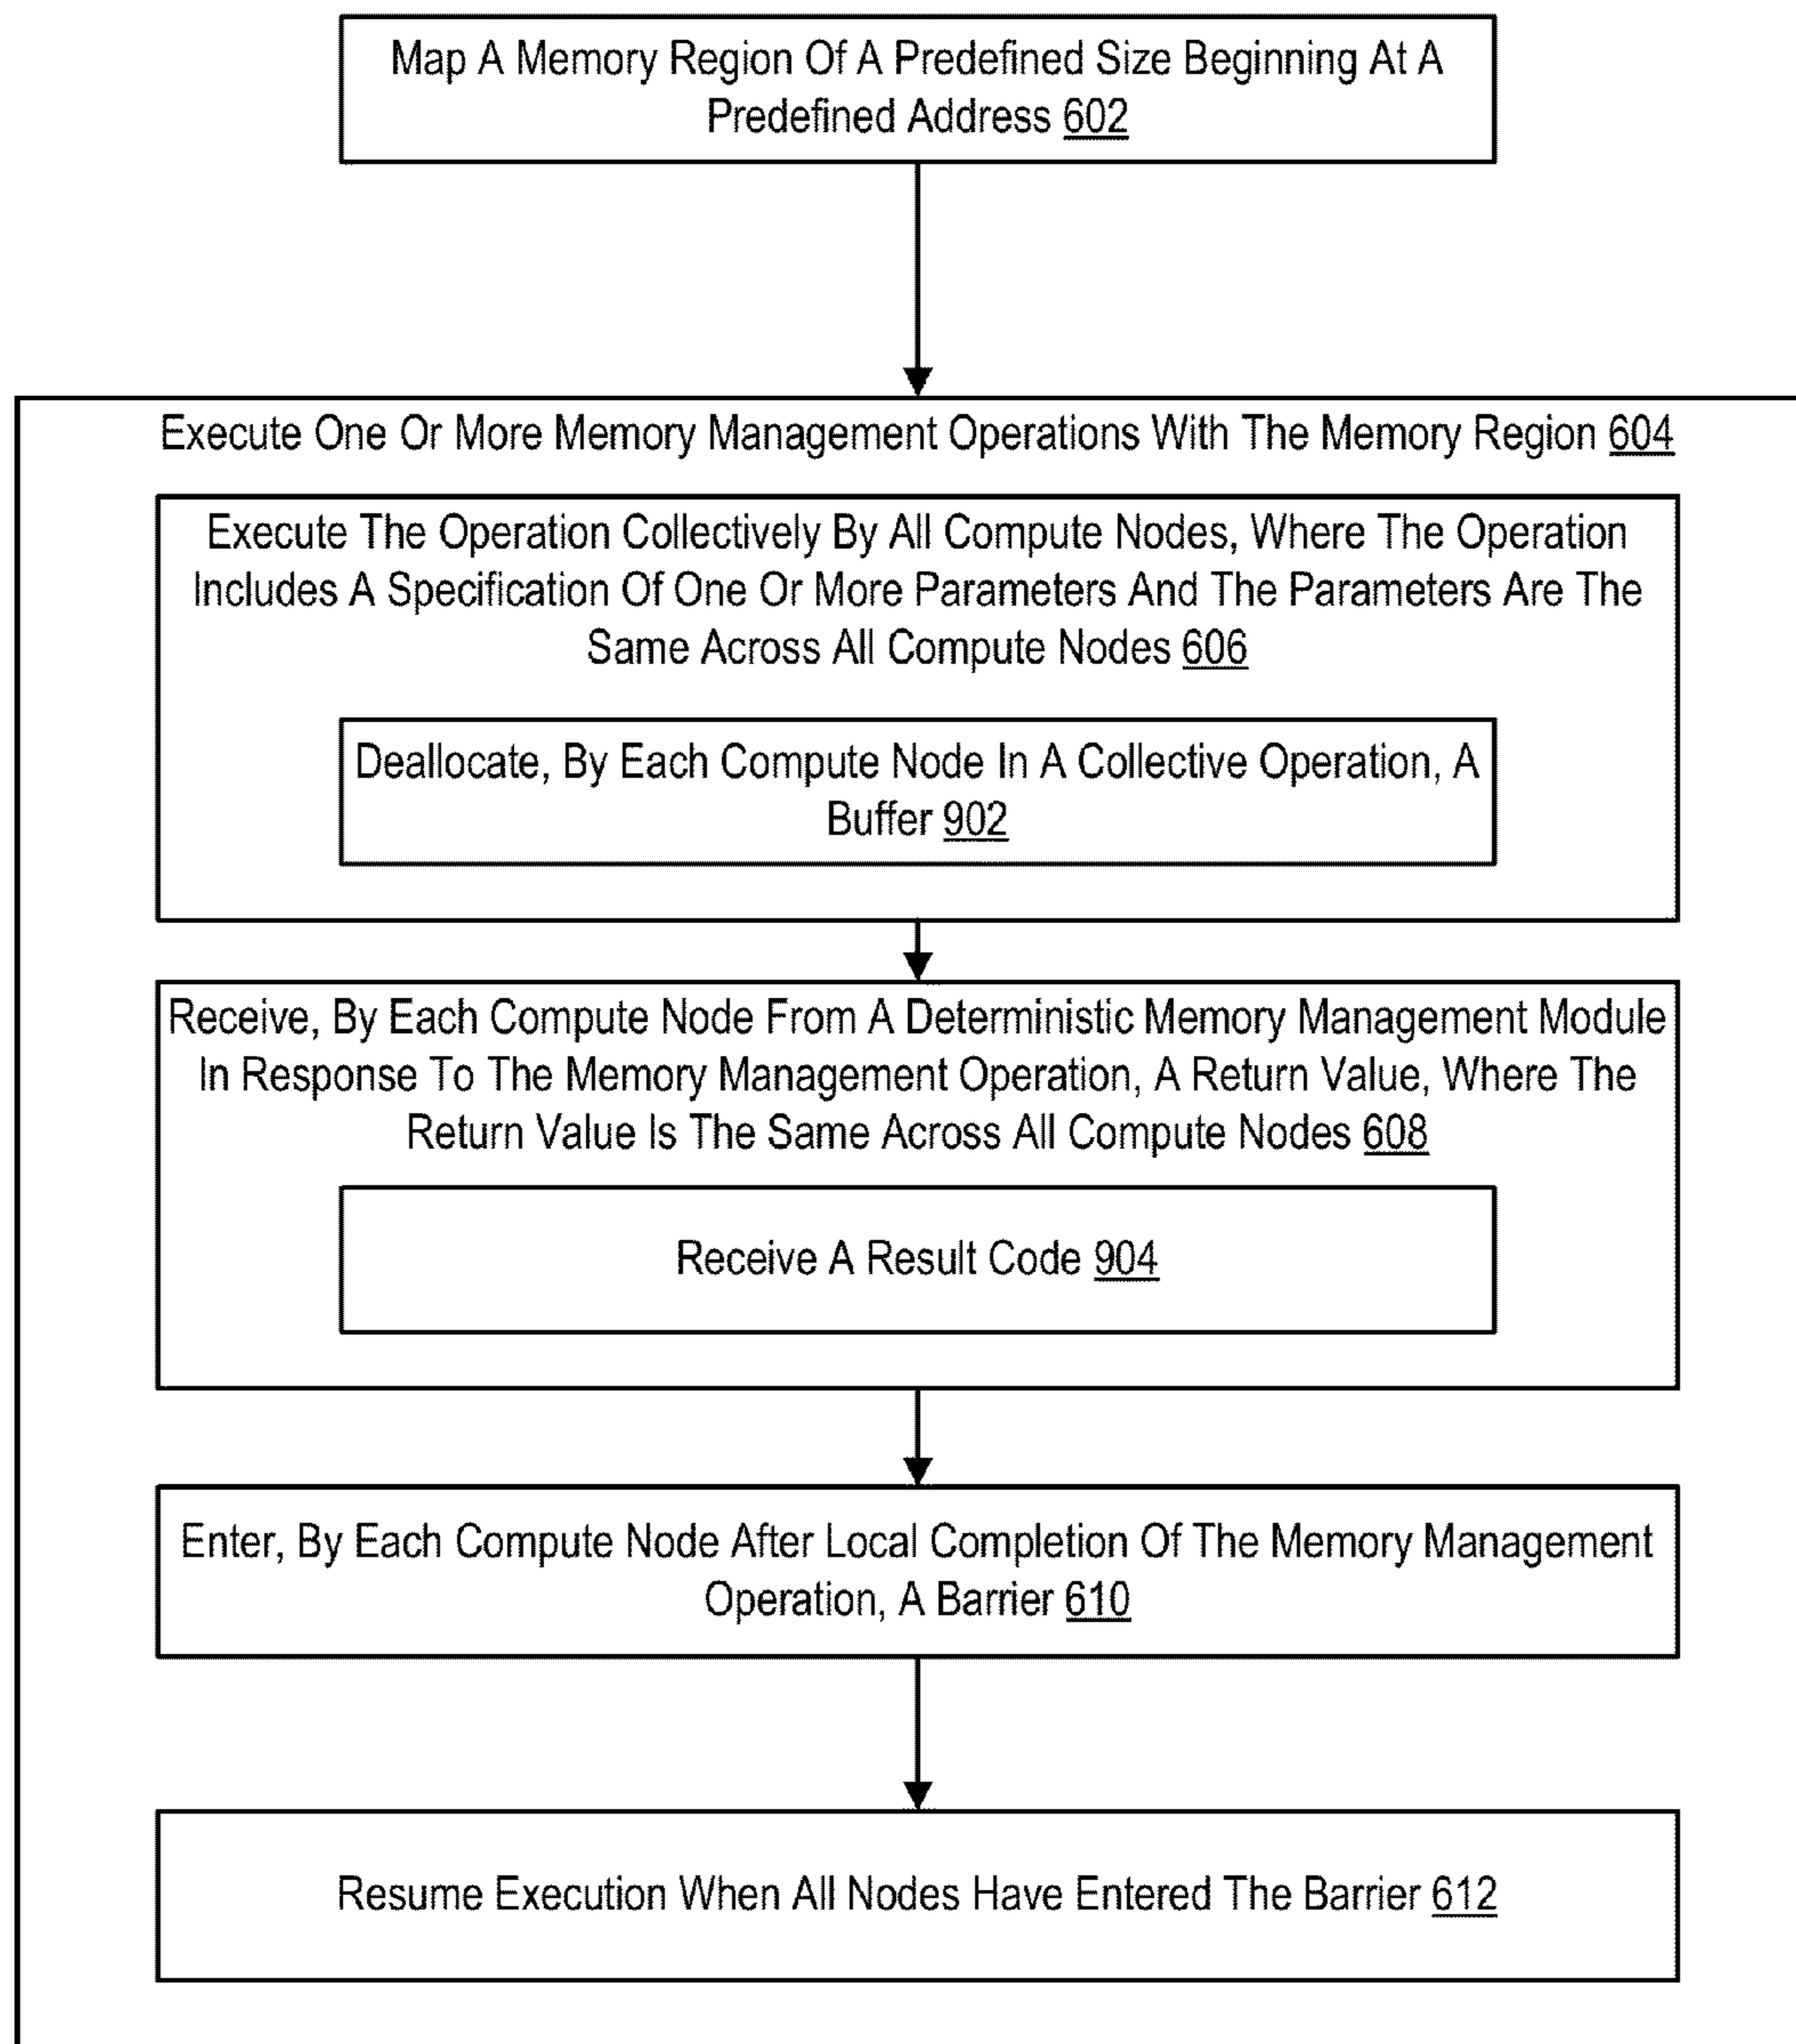 Map A Memory Region Of A Predefined Size Beginning At A
Predefined Address 602
Execute One Or More Memory Management Operations With The Memory Region 604
Execute The Operation Collectively By All Compute Nodes, Where The Operation
Includes A Specification Of One Or More Parameters And The Parameters Are The
Same Across All Compute Nodes 606
Deallocate, By Each Compute Node In A Collective Operation, A
Buffer 902
Receive, By Each Compute Node From A Deterministic Memory Management Module
In Response To The Memory Management Operation, A Return Value, Where The
Return Value Is The Same Across All Compute Nodes 608
Receive A Result Code 904
Enter, By Each Compute Node After Local Completion Of The Memory Management
Operation, A Barrier 610
Resume Execution When All Nodes Have Entered The Barrier 612